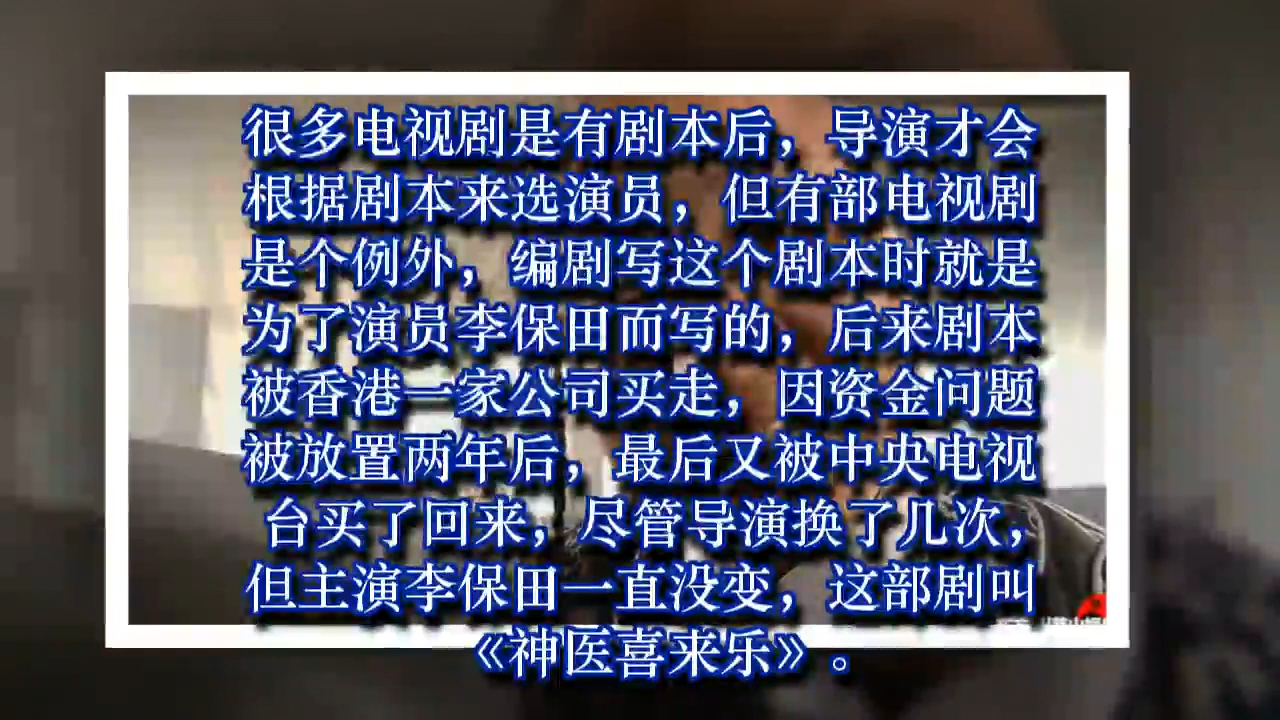 很多电视剧是有剧本后，导演才会
根据剧本来选演员，但有部电视剧
是个例外，编剧写这个剧本时就是
为了演员李保田而写的，后来剧本
被香港一家公司买走，因资金问题
被放置两年后，最后又被中央电视
台买了回来，尽管导演换了几次，
但主演李保田一直没变，这部剧叫
《神医喜来乐》。